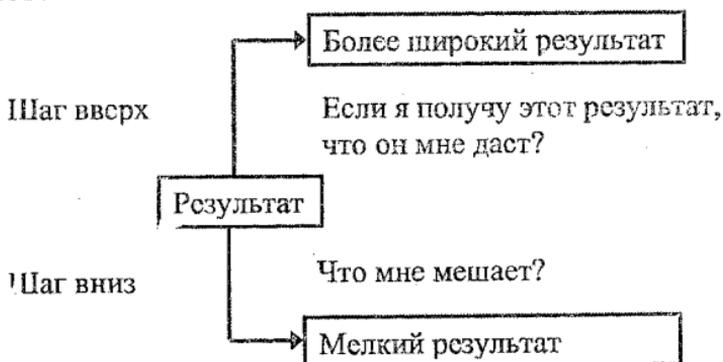 Более широкий результат
Шаг вверх
Если я получу этот результат,
что он мне даст?
Результат
Что мне мешает?
Шаг вниз
Мелкий результат